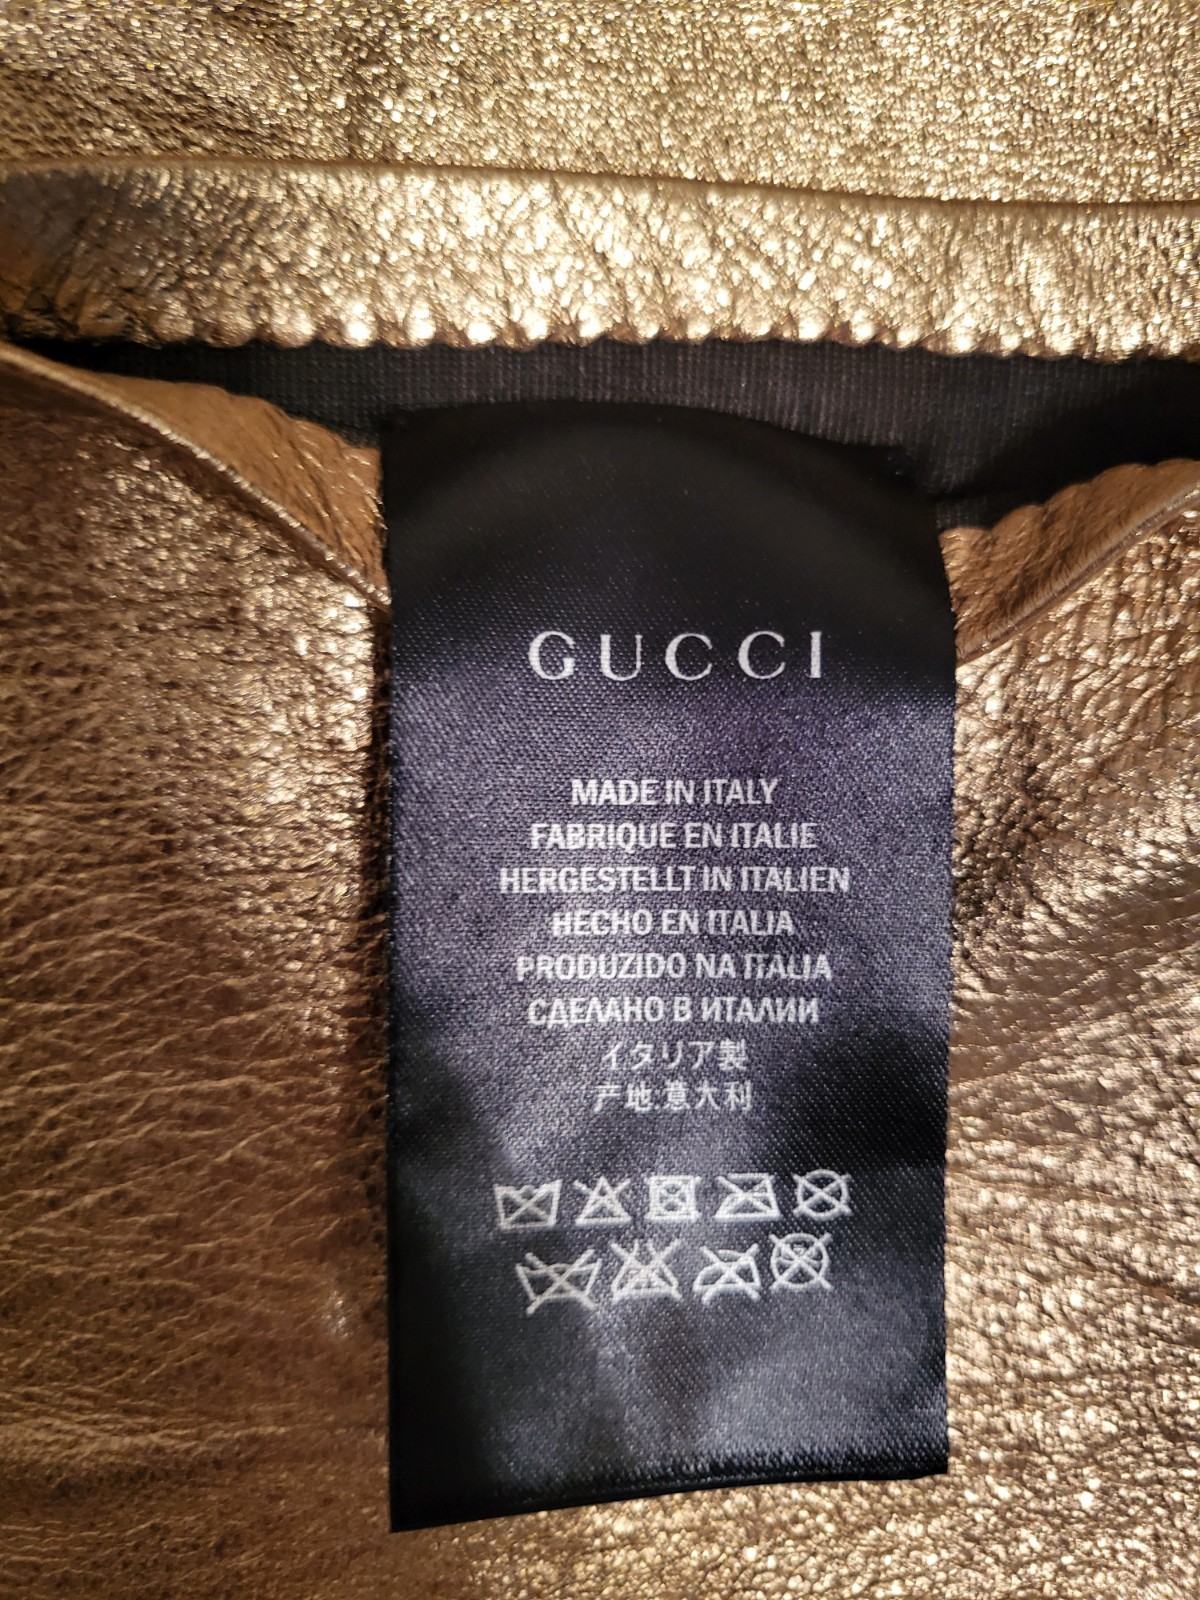 GUCCI
MADE IN ITALY
FABRIQUE EN ITALIE
HERGESTELLT IN ITALIEN
HECHO EN ITALIA
PRODUZIDO NA ITALIA
СДЕЛАНО В ИТАЛИИ
イタリア製
产地.意大利